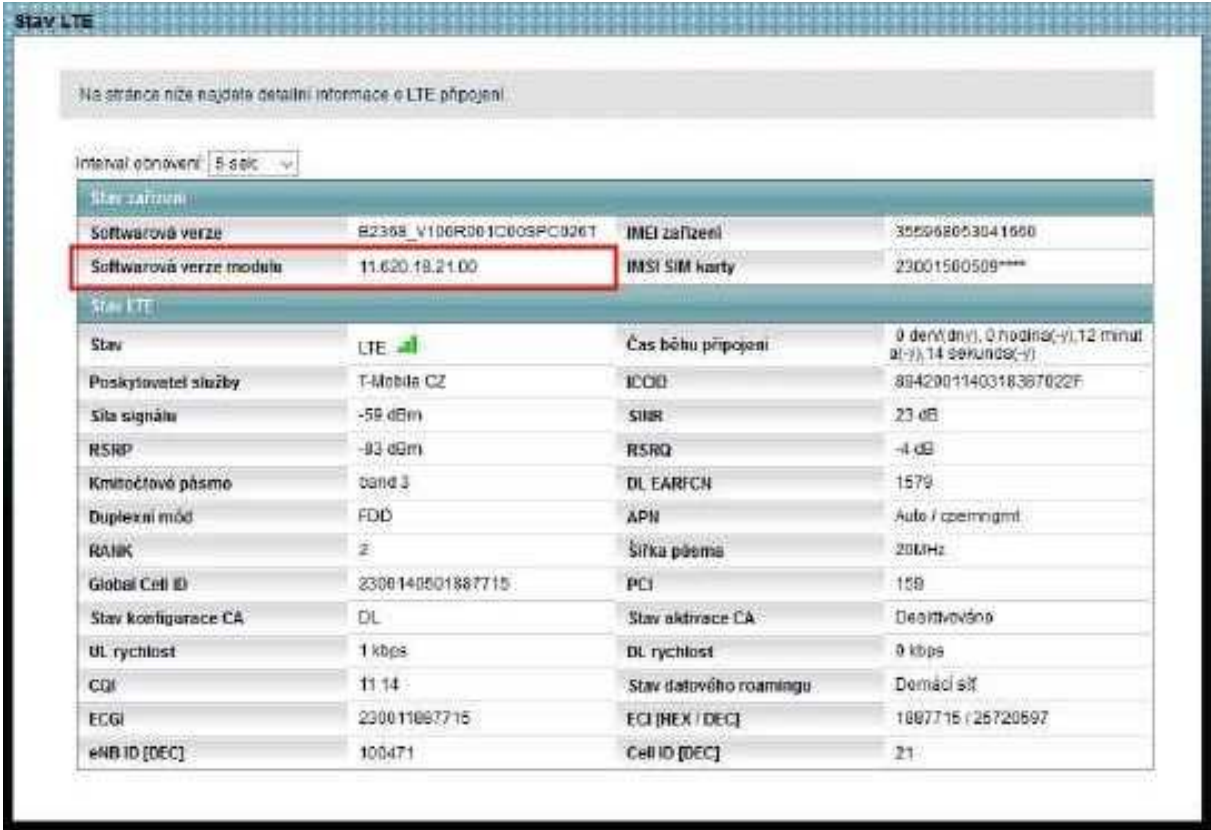 Stav LTE
Na stránce níže najdete detailní informace o LTE připojení.
Interval obnovení: 5 sek
Stav zařízení
Softwarová verze B2368_V100R001C00SPC026T IMEI zařízení
Softwarová verze modulu 11.620.18.21.00 IMSI SIM karty 23001500509****
Stav LTE
Stav LTE Čas běhu připojení 0 den(dny), 0 hodina(-y),12 minut
a(-y),14 sekunda(-y)
Poskytovatel služby T-Mobile CZ ICCID
Síla signálu -59 dBm SINR 23 dB
RSRP -83 dBm RSRQ -4 dB
Kmitočtové pásmo band 3 DL EARFCN 1579
Duplexní mód FDD APN Auto / cpemngmt
RANK 2 Šířka pásma 20MHz
Global Cell ID PCI 159
Stav konfigurace CA DL Stav aktivace CA Deaktivováno
UL rychlost 1 kbps DL rychlost 0 kbps
CQI 11 14 Stav datového roamingu Domácí síť
ECGI 230011887715 ECI [HEX / DEC] 1887715 / 25720597
eNB ID [DEC] 100471 Cell ID [DEC] 21